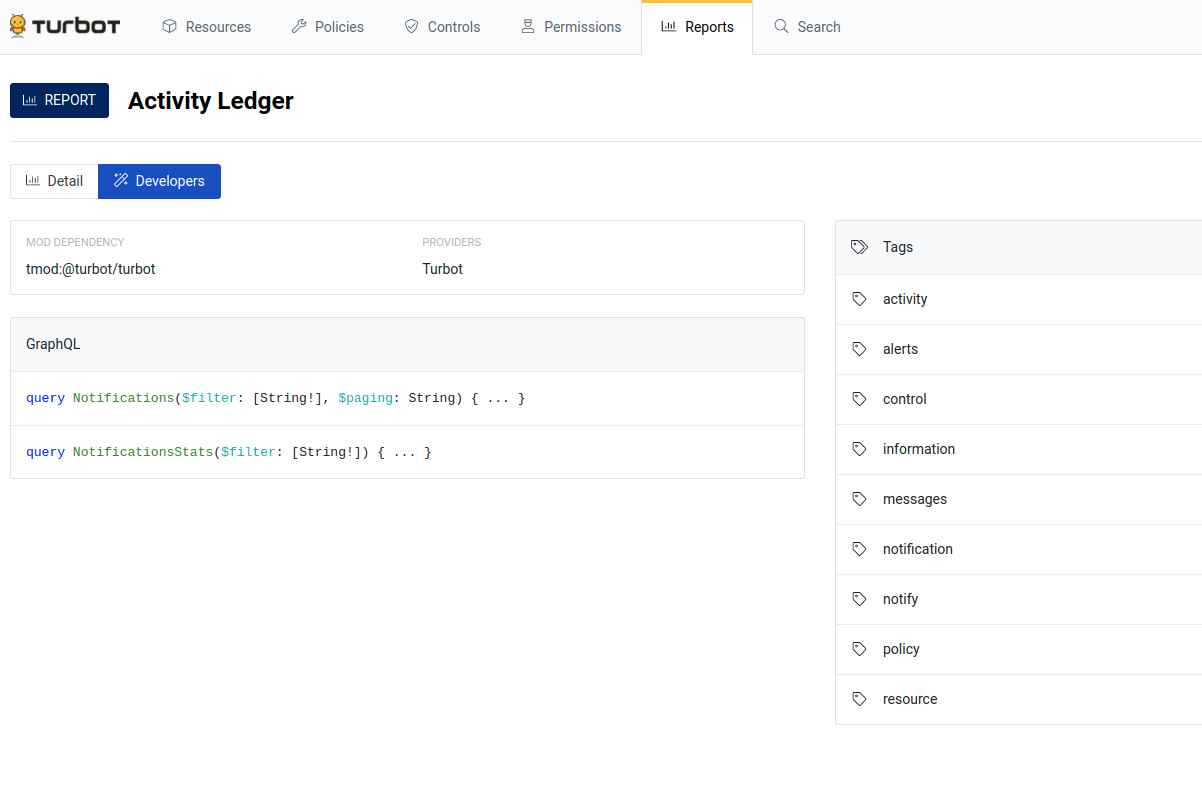 TURBOT
Resources
Policies
Controls
Permissions
Reports
Search
REPORT
Activity Ledger
Detail
Developers
MOD DEPENDENCY
tmod:@turbot/turbot
PROVIDERS
Turbot
GraphQL
query Notifications($filter: [String!], $paging: String) { ... }
query NotificationsStats($filter: [String!]) { ... }
Tags
activity
alerts
control
information
messages
notification
notify
policy
resource